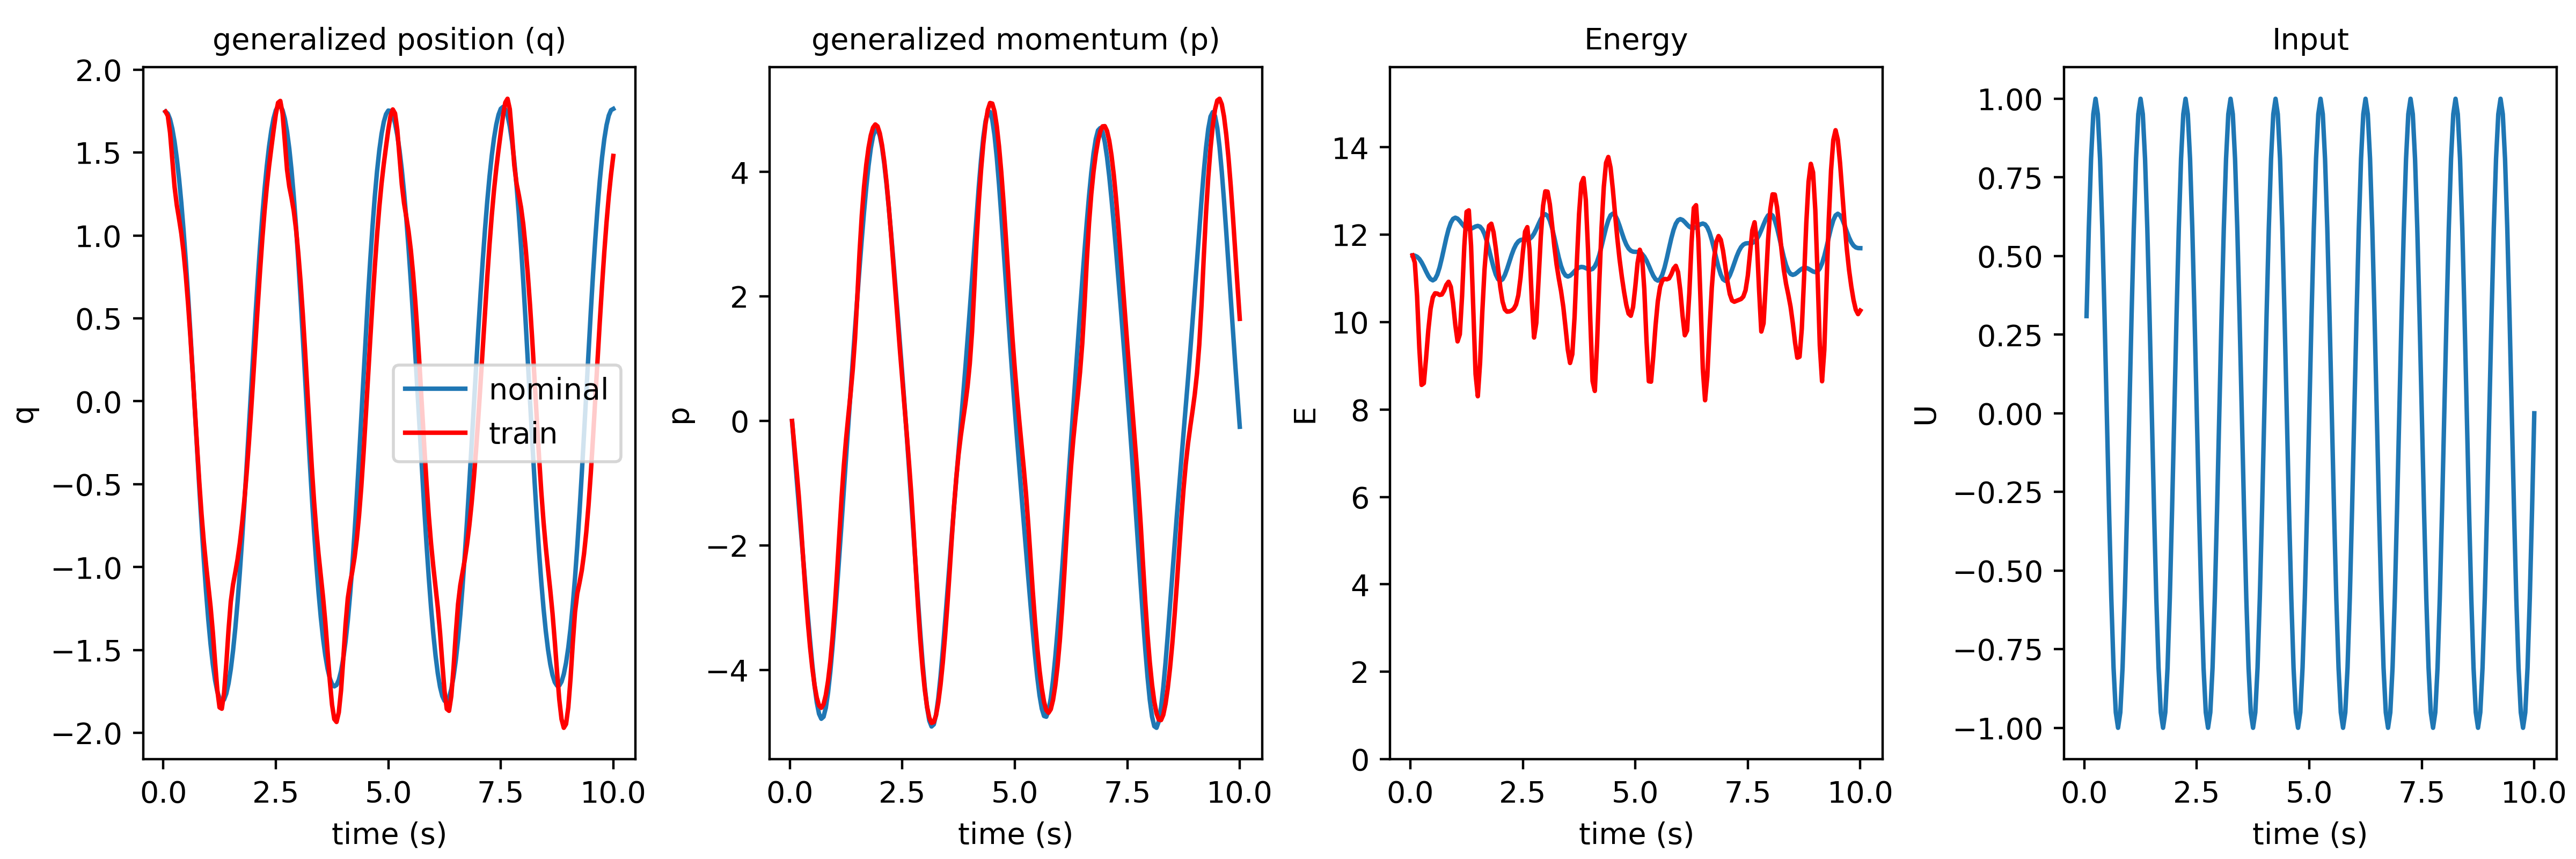 generalized position (q)
2.0
1.5
1.0
0.5
0.0
−0.5
−1.0
−1.5
−2.0
q
nominal
train
0.0 2.5 5.0 7.5 10.0
time (s)
generalized momentum (p)
4
2
0
−2
−4
p
0.0 2.5 5.0 7.5 10.0
time (s)
Energy
14
12
10
8
6
4
2
0
E
0.0 2.5 5.0 7.5 10.0
time (s)
Input
1.00
0.75
0.50
0.25
0.00
−0.25
−0.50
−0.75
−1.00
U
0.0 2.5 5.0 7.5 10.0
time (s)